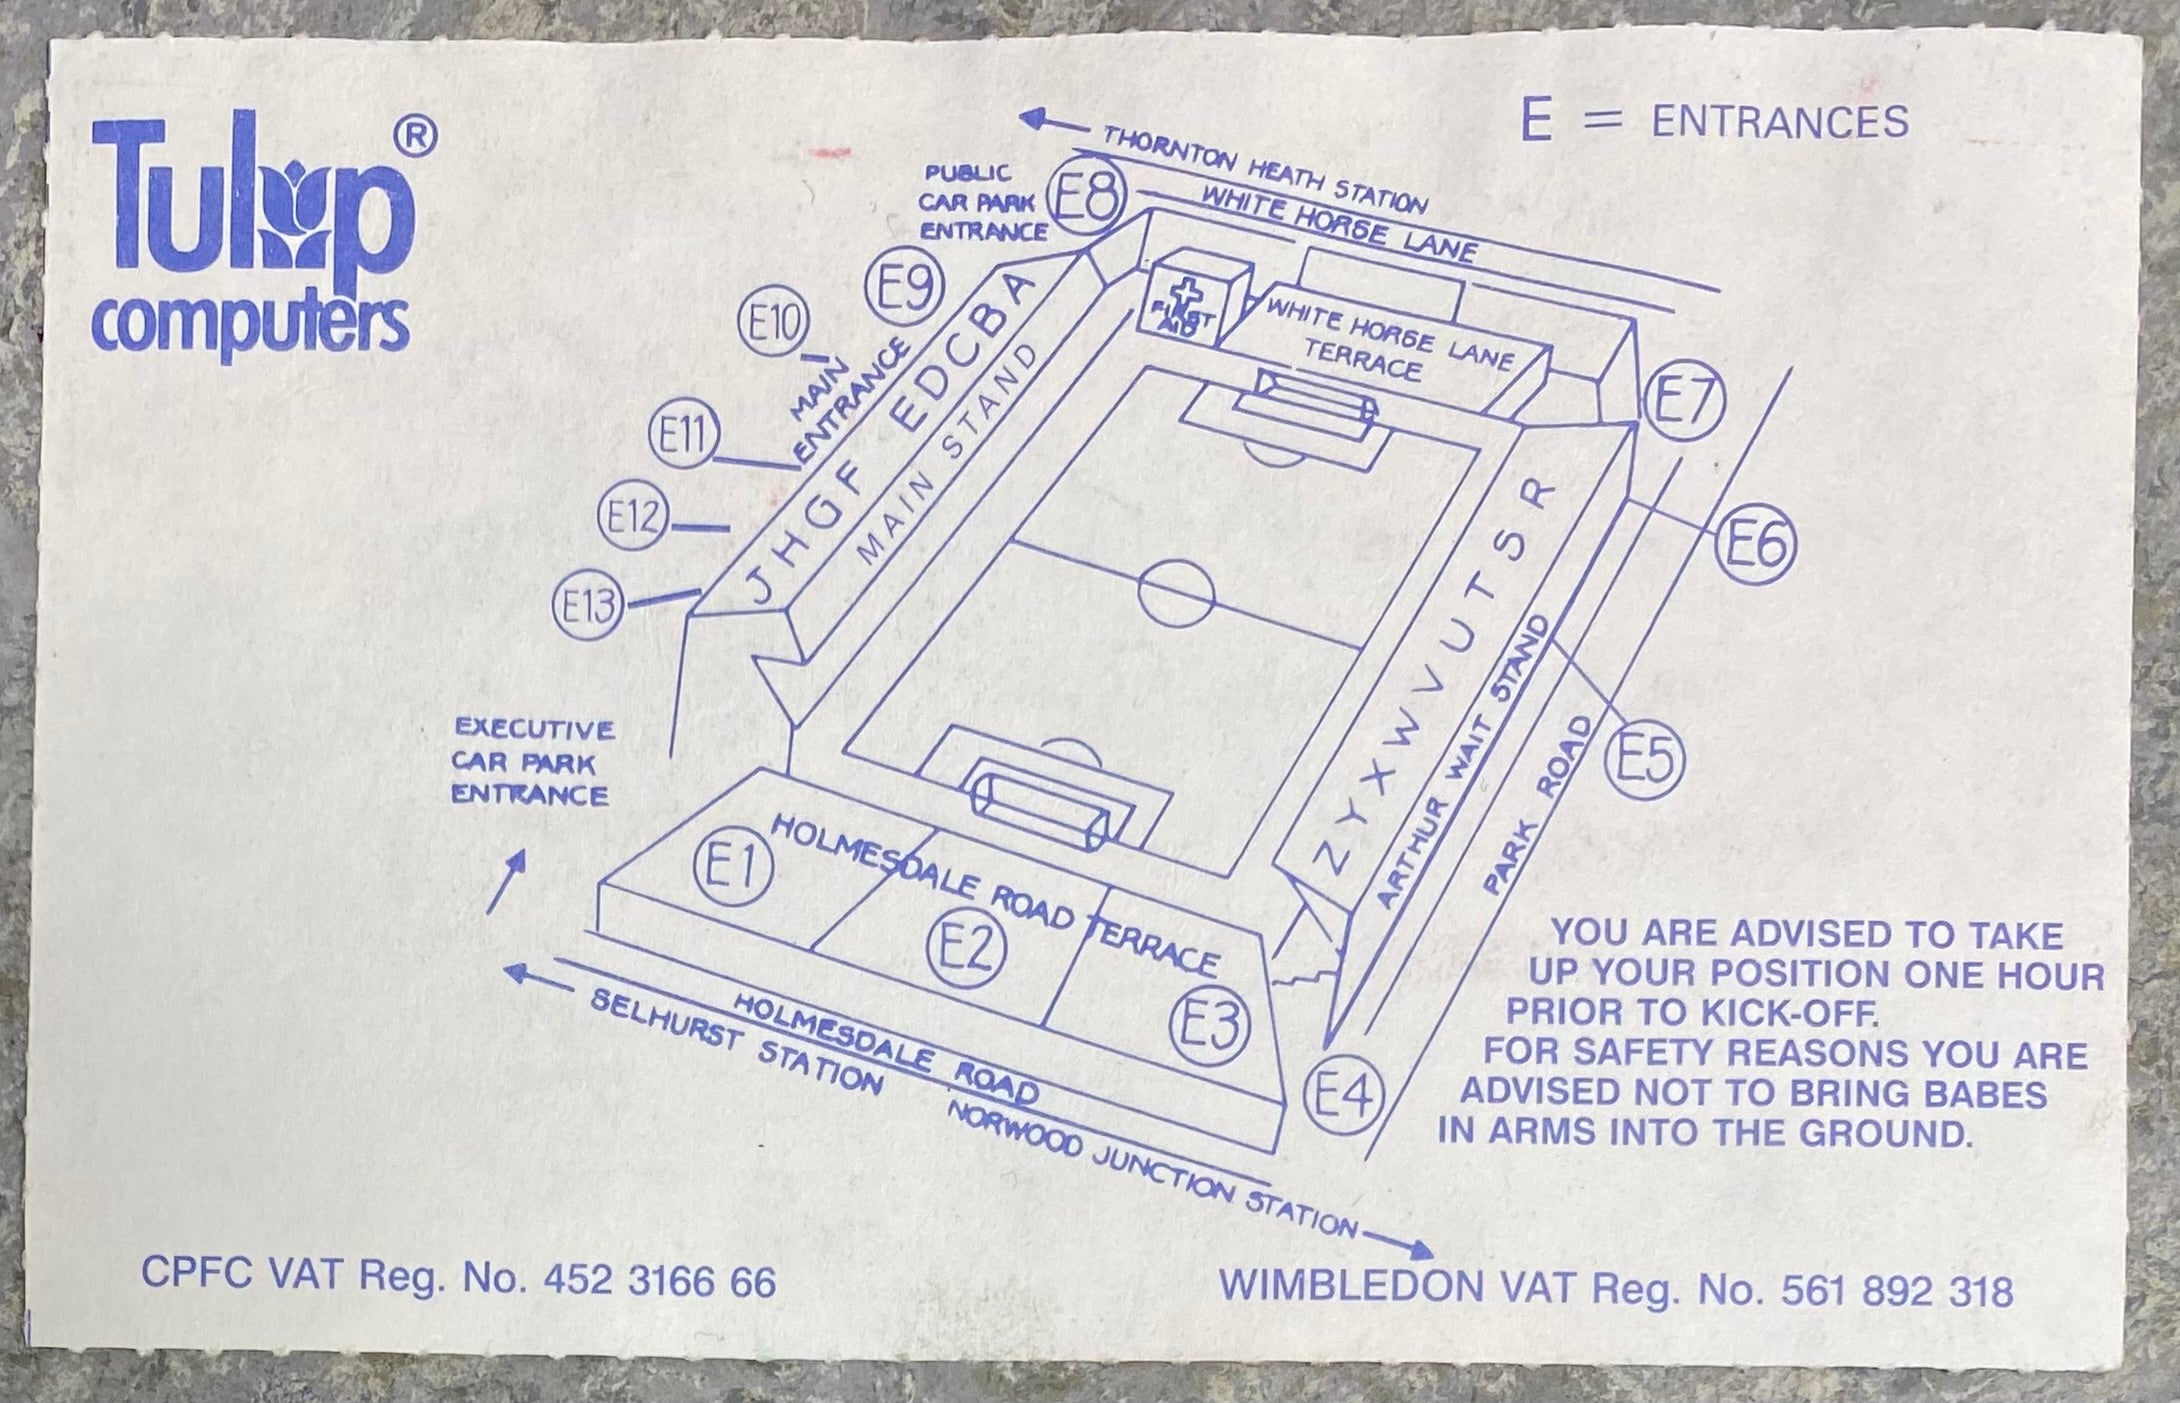 Tulip ®
computers
E = ENTRANCES
THORNTON HEATH STATION
WHITE HORSE LANE
PUBLIC
CAR PARK
ENTRANCE
E8
E9
E10
MAIN
ENTRANCE
E11
E12
E13
J H G F E D C B A
MAIN STAND
FIRST
AID
WHITE HORSE LANE
TERRACE
E7
E6
E5
Z Y X W V U T S R
ARTHUR WAIT STAND
PARK ROAD
EXECUTIVE
CAR PARK
ENTRANCE
HOLMESDALE ROAD TERRACE
E1
E2
E3
E4
HOLMESDALE ROAD
SELHURST STATION
NORWOOD JUNCTION STATION
YOU ARE ADVISED TO TAKE
UP YOUR POSITION ONE HOUR
PRIOR TO KICK-OFF.
FOR SAFETY REASONS YOU ARE
ADVISED NOT TO BRING BABES
IN ARMS INTO THE GROUND.
CPFC VAT Reg. No. 452 3166 66
WIMBLEDON VAT Reg. No. 561 892 318